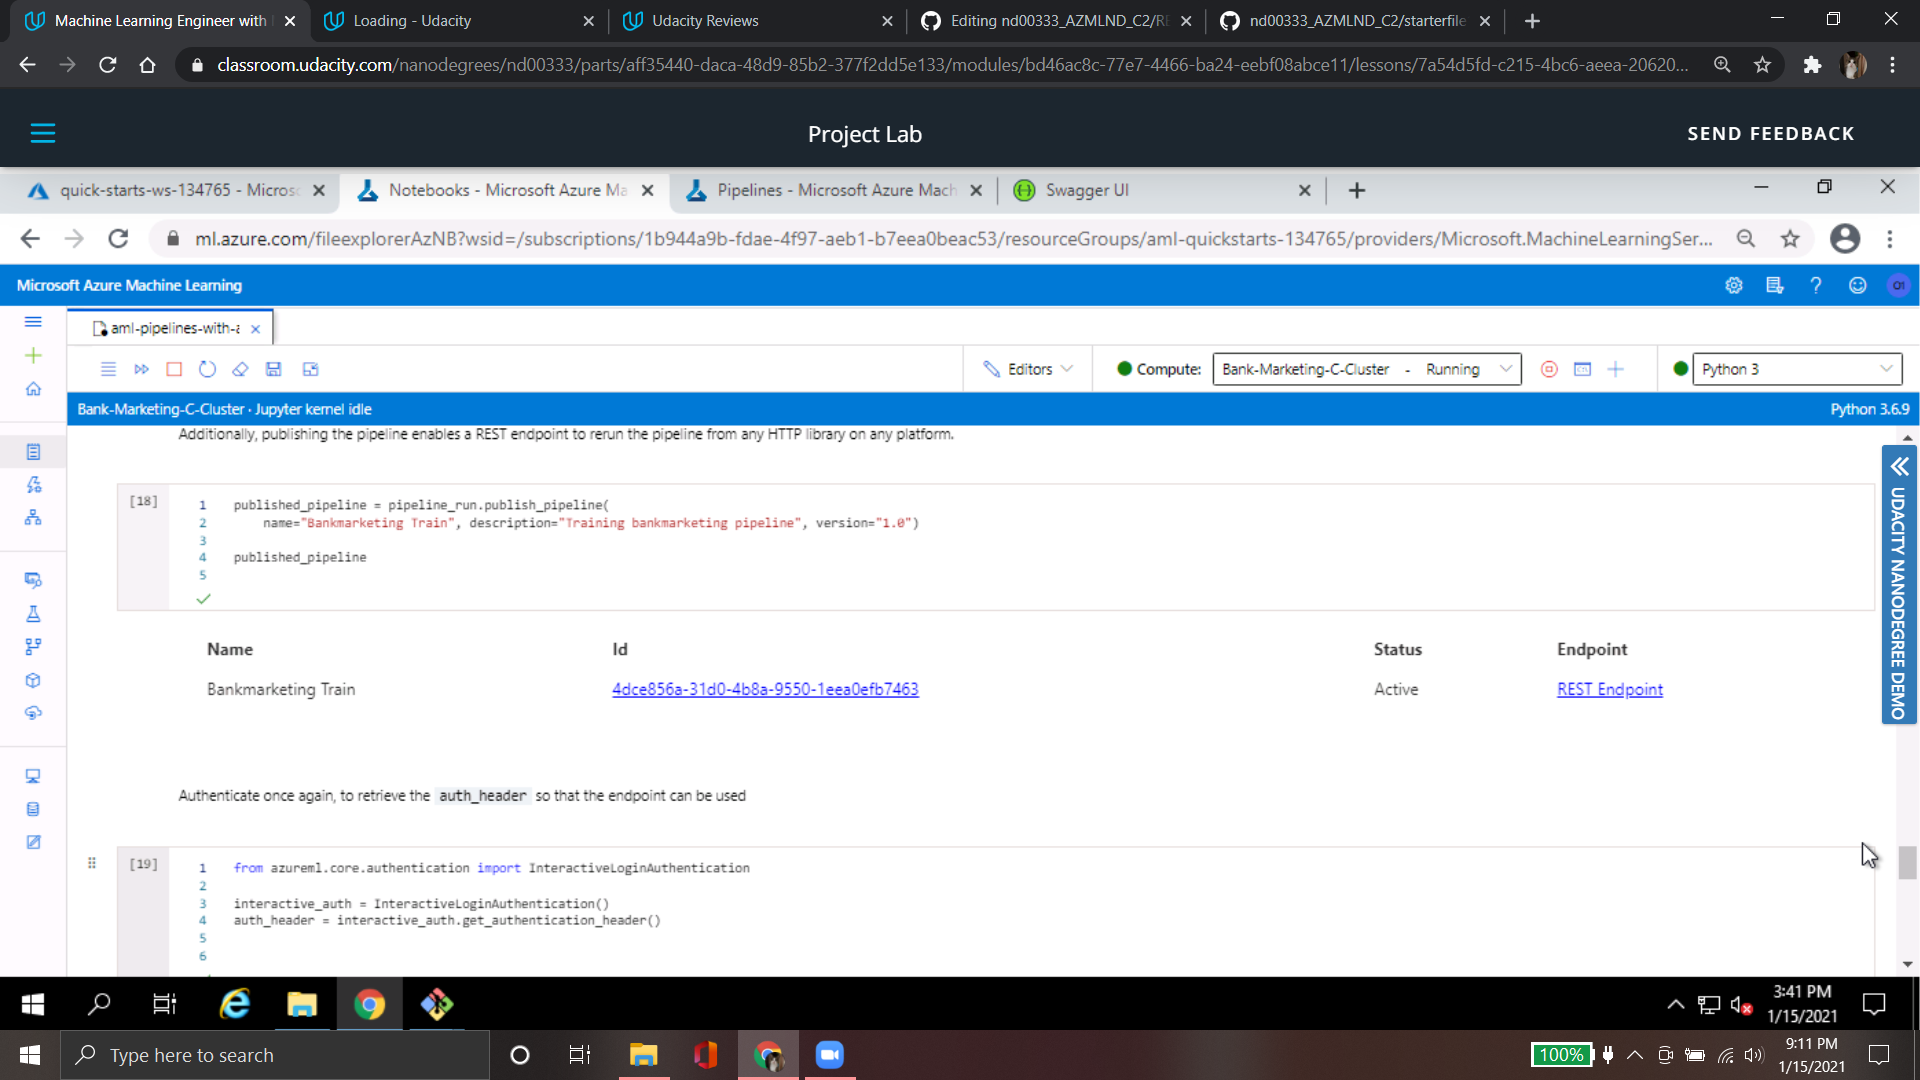 Machine Learning Engineer with
Loading - Udacity
Udacity Reviews
Editing nd00333_AZMLND_C2/RE
nd00333_AZMLND_C2/starterfile
classroom.udacity.com/nanodegrees/nd00333/parts/aff35440-daca-48d9-85b2-377f2dd5e133/modules/bd46ac8c-77e7-4466-ba24-eebf08abce11/lessons/7a54d5fd-c215-4bc6-aeea-20620...
Project Lab
SEND FEEDBACK
quick-starts-ws-134765 - Micros
Notebooks - Microsoft Azure Ma
Pipelines - Microsoft Azure Mach
Swagger UI
ml.azure.com/fileexplorerAzNB?wsid=/subscriptions/1b944a9b-fdae-4f97-aeb1-b7eea0beac53/resourceGroups/aml-quickstarts-134765/providers/Microsoft.MachineLearningSer...
Microsoft Azure Machine Learning
O1
aml-pipelines-with-a
Editors
Compute:
Bank-Marketing-C-Cluster - Running
Python 3
Bank-Marketing-C-Cluster · Jupyter kernel idle
Python 3.6.9
Additionally, publishing the pipeline enables a REST endpoint to rerun the pipeline from any HTTP library on any platform.
[18]
1 published_pipeline = pipeline_run.publish_pipeline(
2 name="Bankmarketing Train", description="Training bankmarketing pipeline", version="1.0")
3
4 published_pipeline
5
Name Id Status Endpoint
Bankmarketing Train 4dce856a-31d0-4b8a-9550-1eea0efb7463 Active REST Endpoint
UDACITY NANODEGREE DEMO
Authenticate once again, to retrieve the auth_header so that the endpoint can be used
[19]
1 from azureml.core.authentication import InteractiveLoginAuthentication
2
3 interactive_auth = InteractiveLoginAuthentication()
4 auth_header = interactive_auth.get_authentication_header()
5
6
3:41 PM
1/15/2021
Type here to search
100%
9:11 PM
1/15/2021